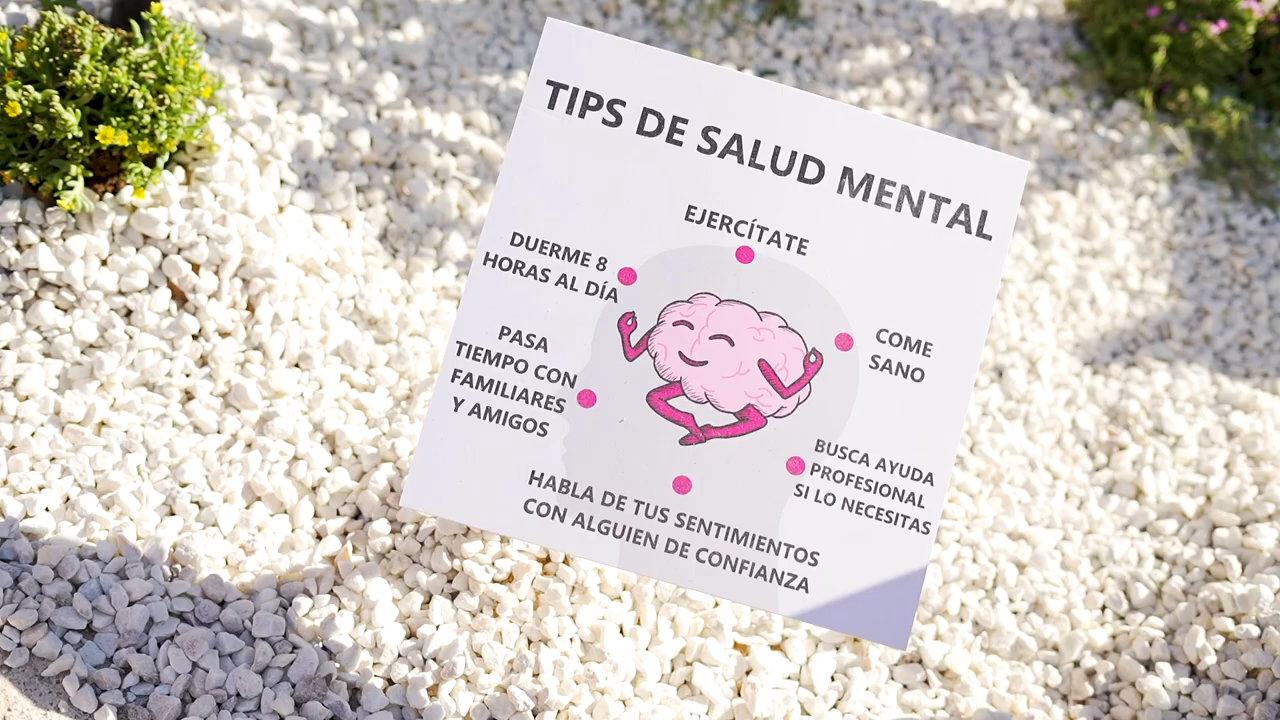 TIPS DE SALUD MENTAL
EJERCÍTATE
DUERME 8
HORAS AL DÍA
COME
SANO
PASA
TIEMPO CON
FAMILIARES
Y AMIGOS
BUSCA AYUDA
PROFESIONAL
SI LO NECESITAS
HABLA DE TUS SENTIMIENTOS
CON ALGUIEN DE CONFIANZA